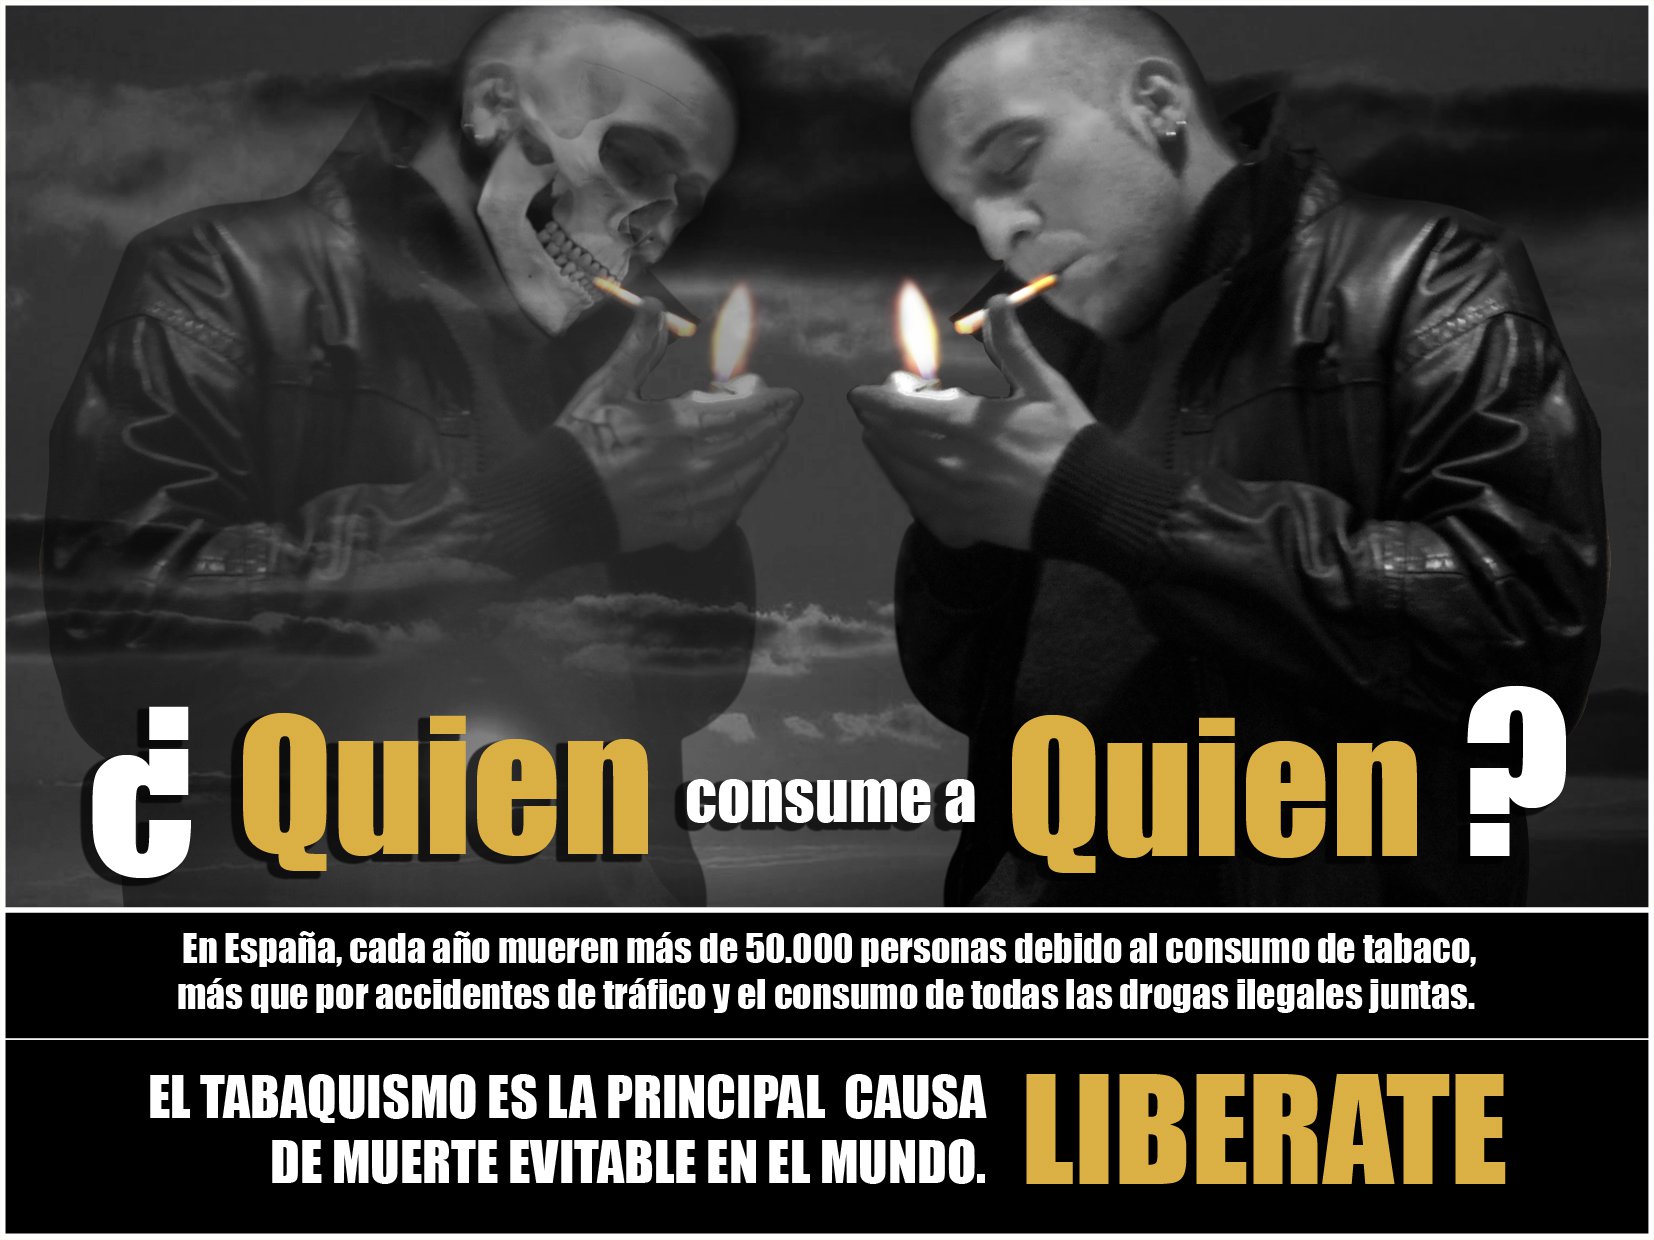 ¿ Quien consume a Quien ?
En España, cada año mueren más de 50.000 personas debido al consumo de tabaco,
más que por accidentes de tráfico y el consumo de todas las drogas ilegales juntas.
EL TABAQUISMO ES LA PRINCIPAL CAUSA
DE MUERTE EVITABLE EN EL MUNDO.
LIBERATE